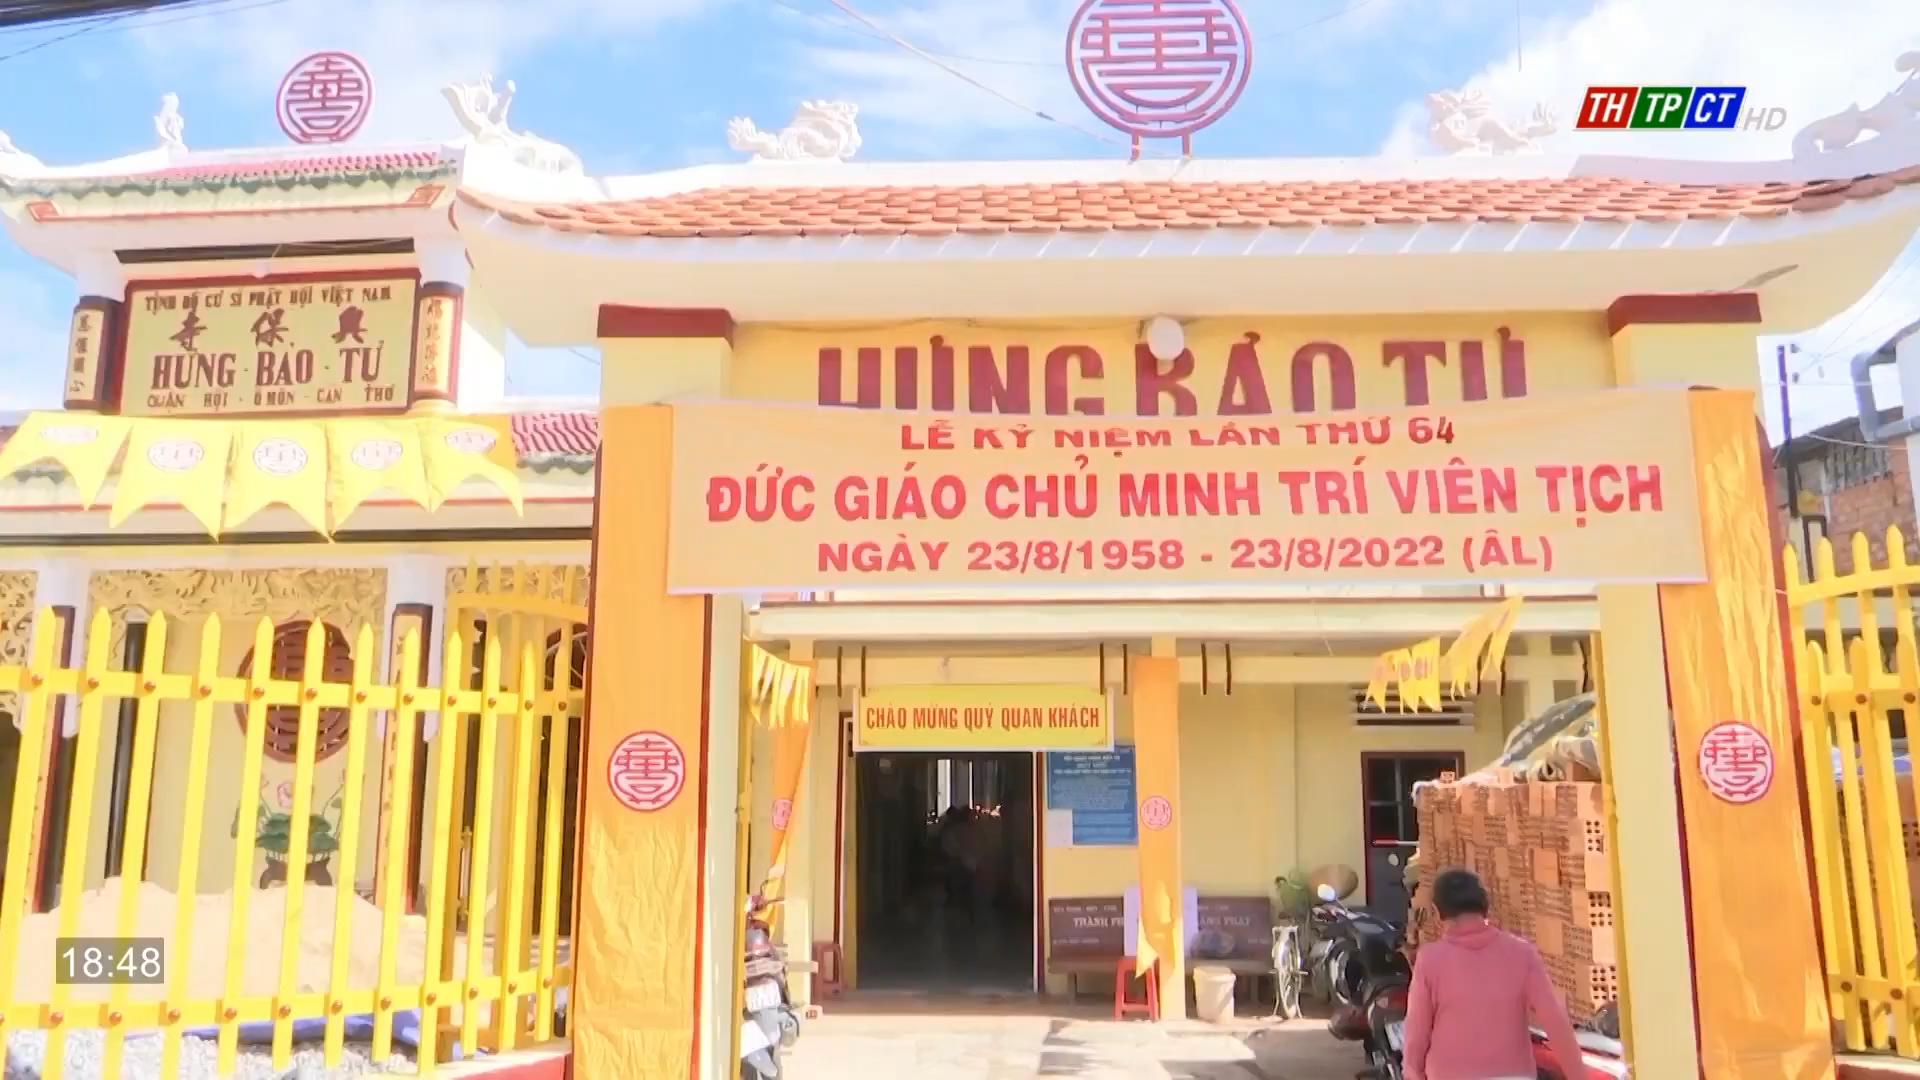 THTPCT HD
TỊNH ĐỘ CƯ SĨ PHẬT HỘI VIỆT NAM
寺 保 興
HƯNG - BẢO - TỰ
QUẬN HỘI - Ô MÔN - CẦN THƠ
HƯNG BẢO TỰ
LỄ KỶ NIỆM LẦN THỨ 64
ĐỨC GIÁO CHỦ MINH TRÍ VIÊN TỊCH
NGÀY 23/8/1958 - 23/8/2022 (ÂL)
CHÀO MỪNG QUÝ QUAN KHÁCH
18:48